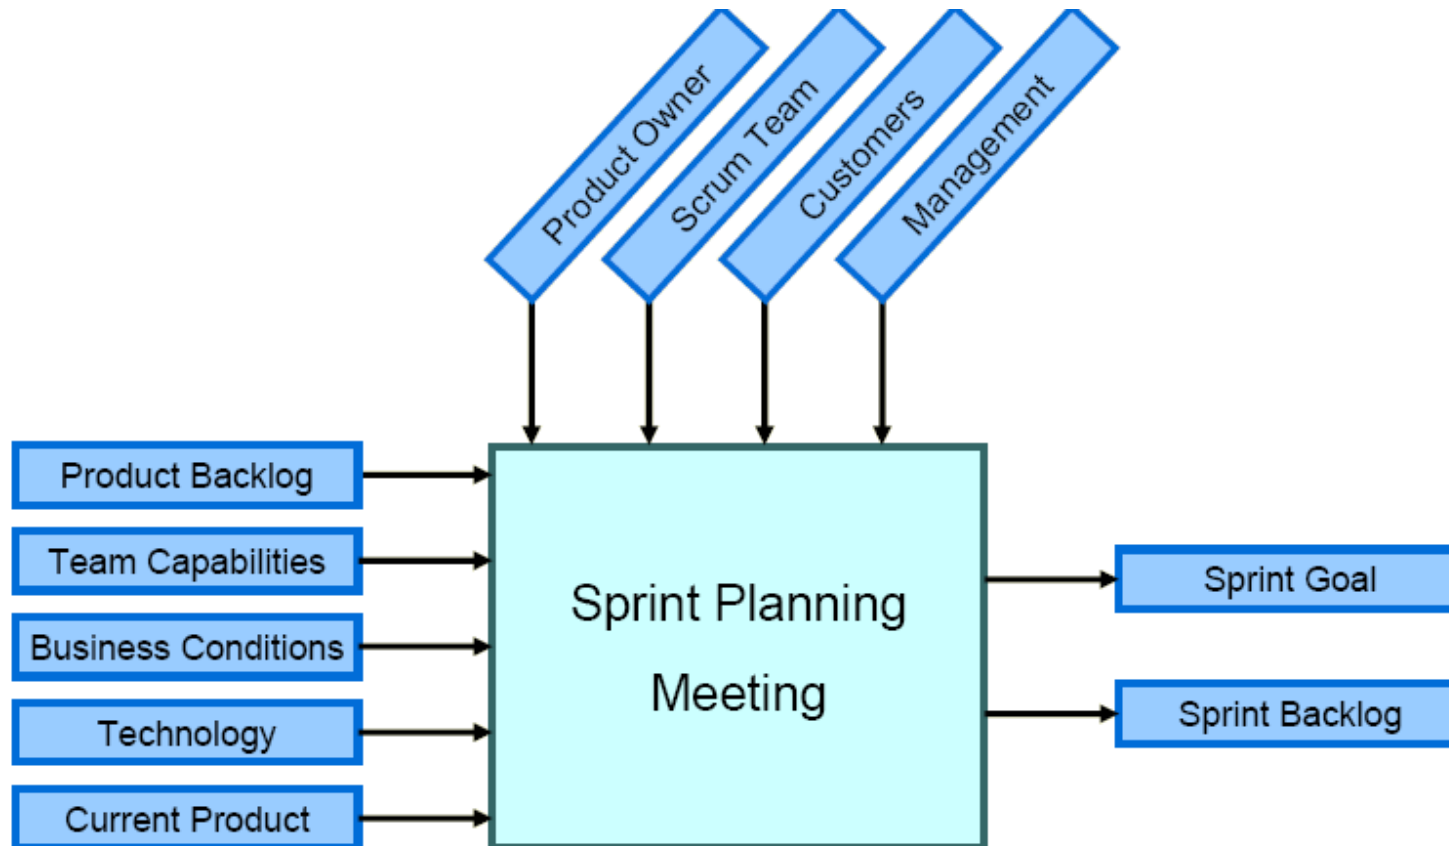 Product Owner
Scrum Team
Customers
Management
Product Backlog
Team Capabilities
Business Conditions
Technology
Current Product
Sprint Planning
Meeting
Sprint Goal
Sprint Backlog